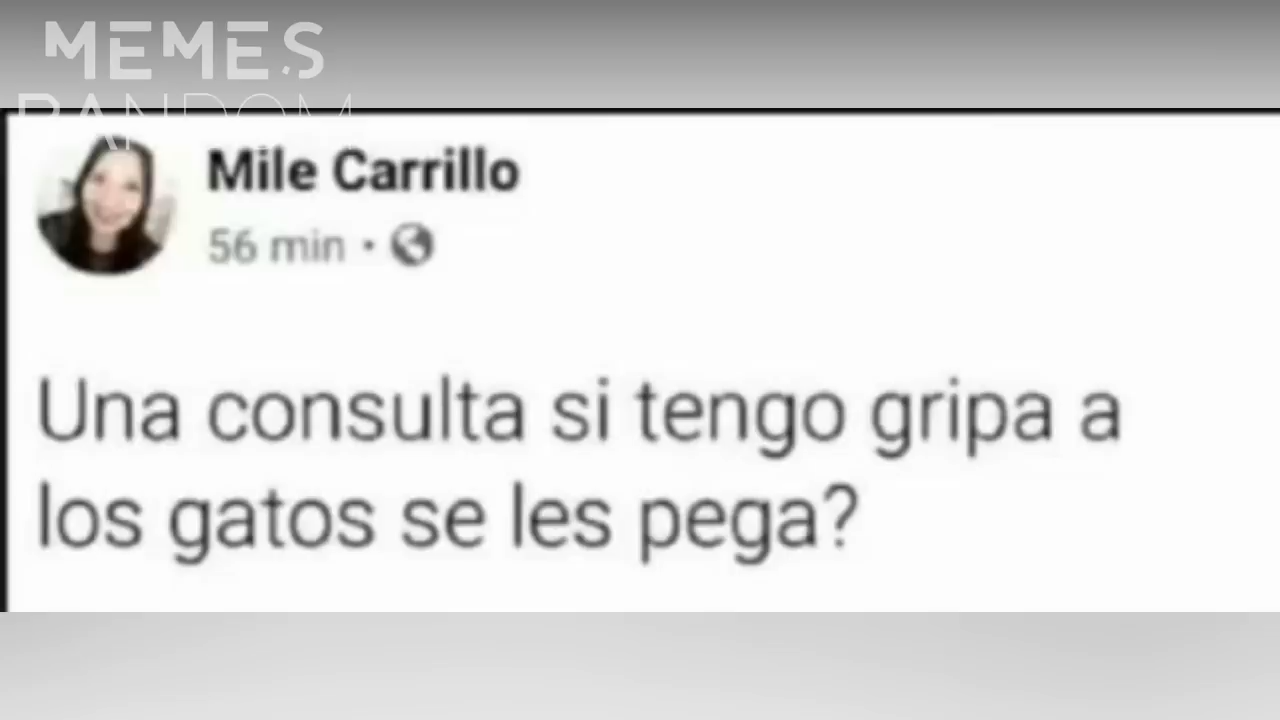 MEMES
RANDOM
Mile Carrillo
56 min •
Una consulta si tengo gripa a
los gatos se les pega?